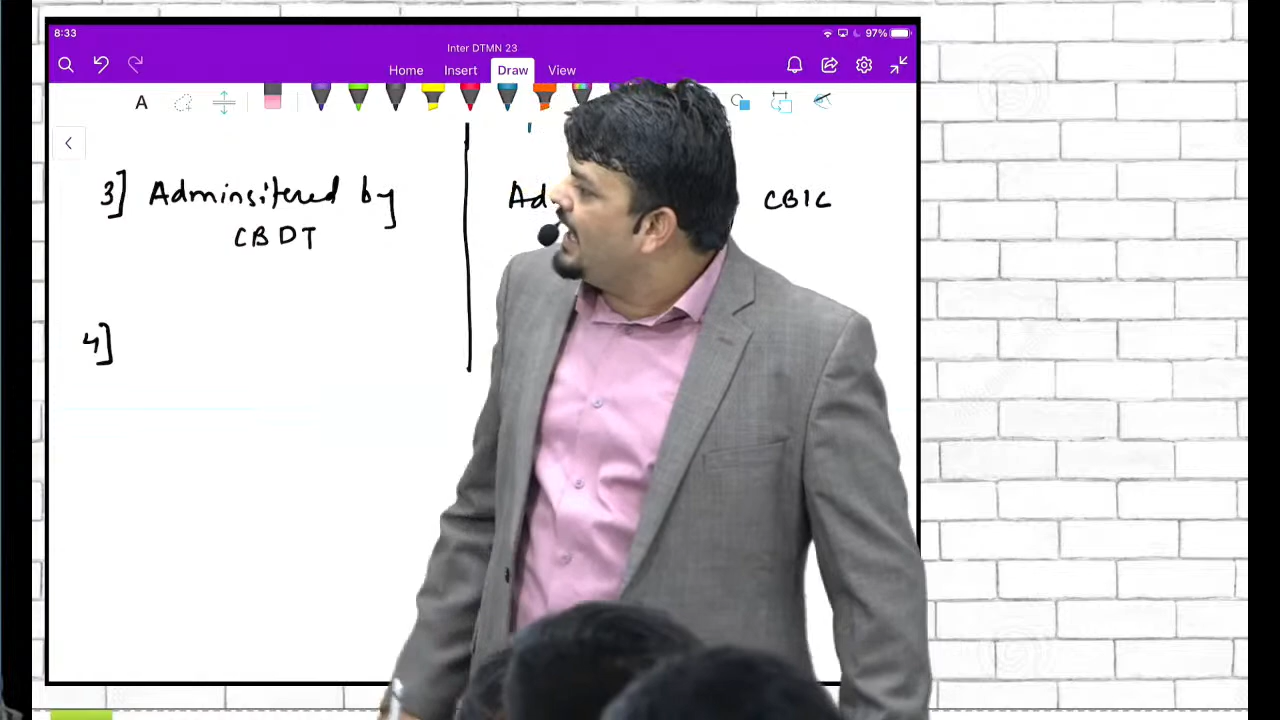 8:33
97%
Inter DTMN 23
Home Insert Draw View
A
3] Adminsitered by
CBDT
Ad
CBIC
4]